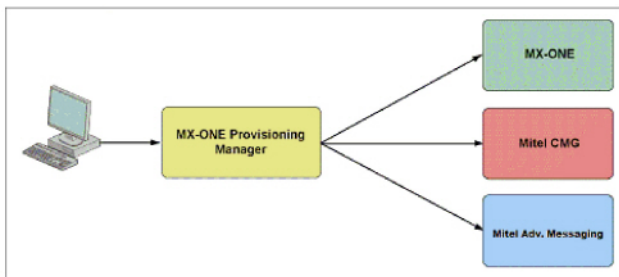 MX-ONE
MX-ONE Provisioning
Manager
Mitel CMG
Mitel Adv. Messaging